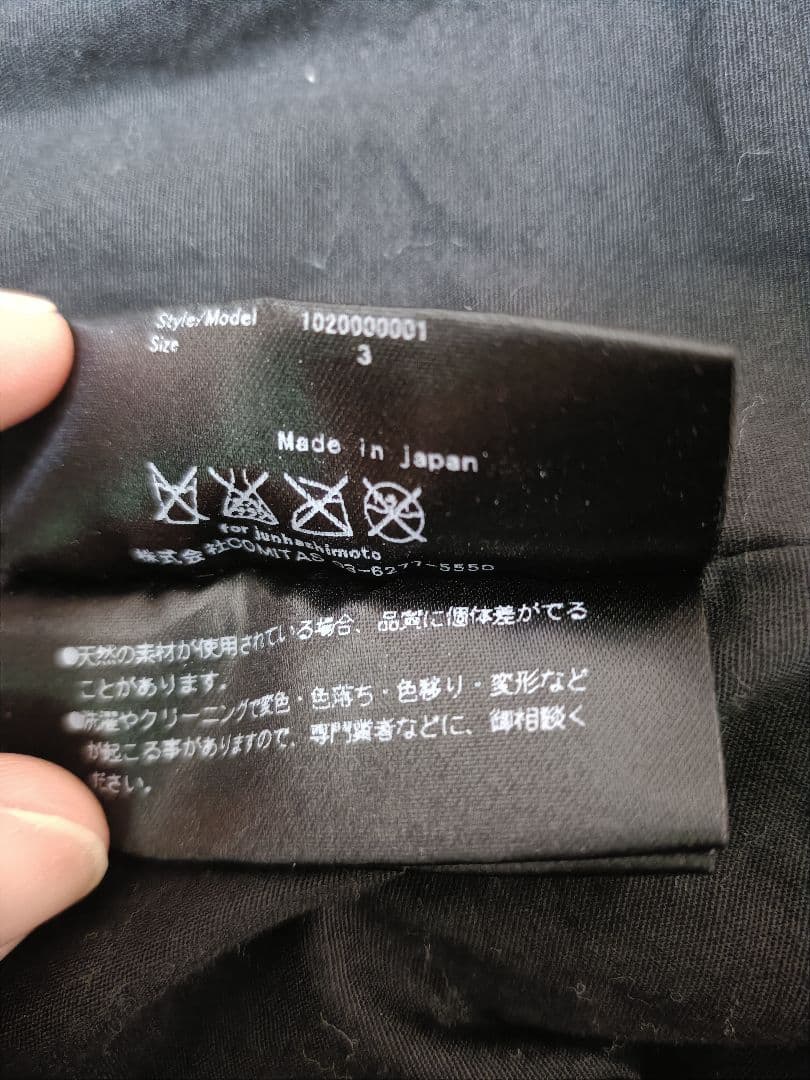 Style/Model 1020000001
Size 3
Made in japan
for junhashimoto
株式会社COMITAS 03-6277-5550
●天然の素材が使用されている場合、品質に個体差がでる
ことがあります。
●洗濯やクリーニングで変色・色落ち・色移り・変形など
が起こる事がありますので、専門業者などに、御相談く
ださい。